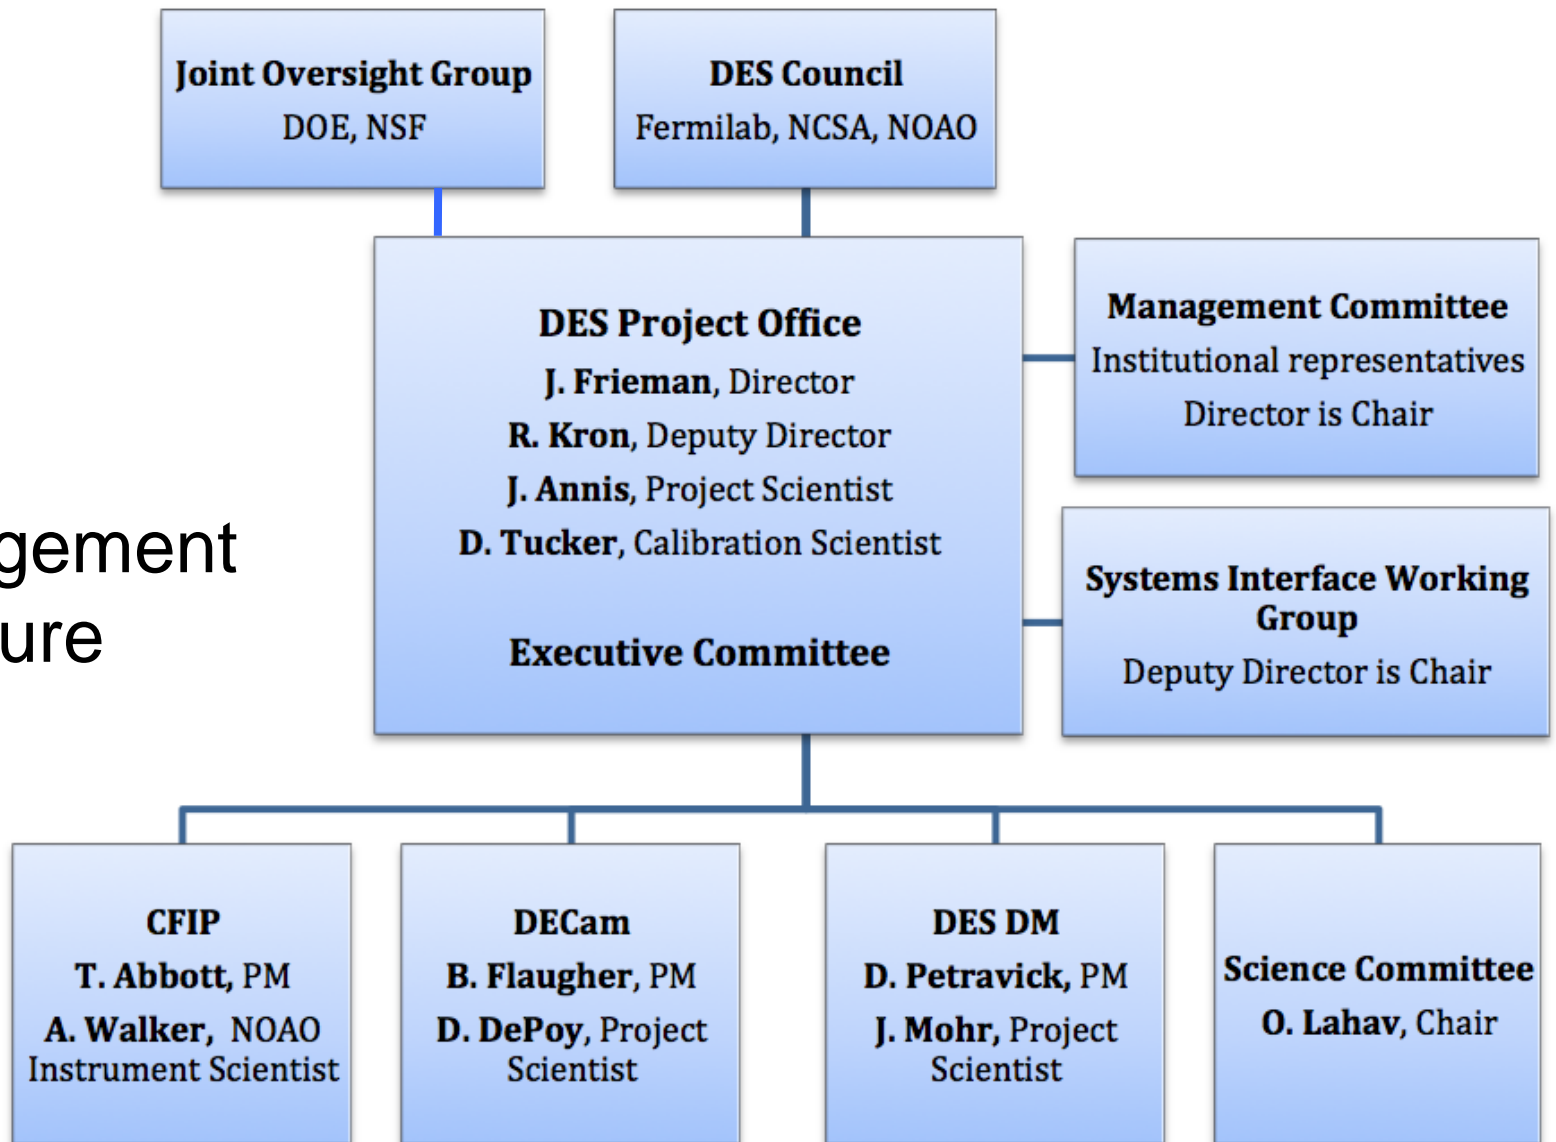 Joint Oversight Group
DOE, NSF
DES Council
Fermilab, NCSA, NOAO
DES Project Office
J. Frieman, Director
R. Kron, Deputy Director
J. Annis, Project Scientist
D. Tucker, Calibration Scientist
Executive Committee
Management Committee
Institutional representatives
Director is Chair
Systems Interface Working
Group
Deputy Director is Chair
gement
ure
CFIP
T. Abbott, PM
A. Walker, NOAO
Instrument Scientist
DECam
B. Flaugher, PM
D. DePoy, Project
Scientist
DES DM
D. Petravick, PM
J. Mohr, Project
Scientist
Science Committee
O. Lahav, Chair